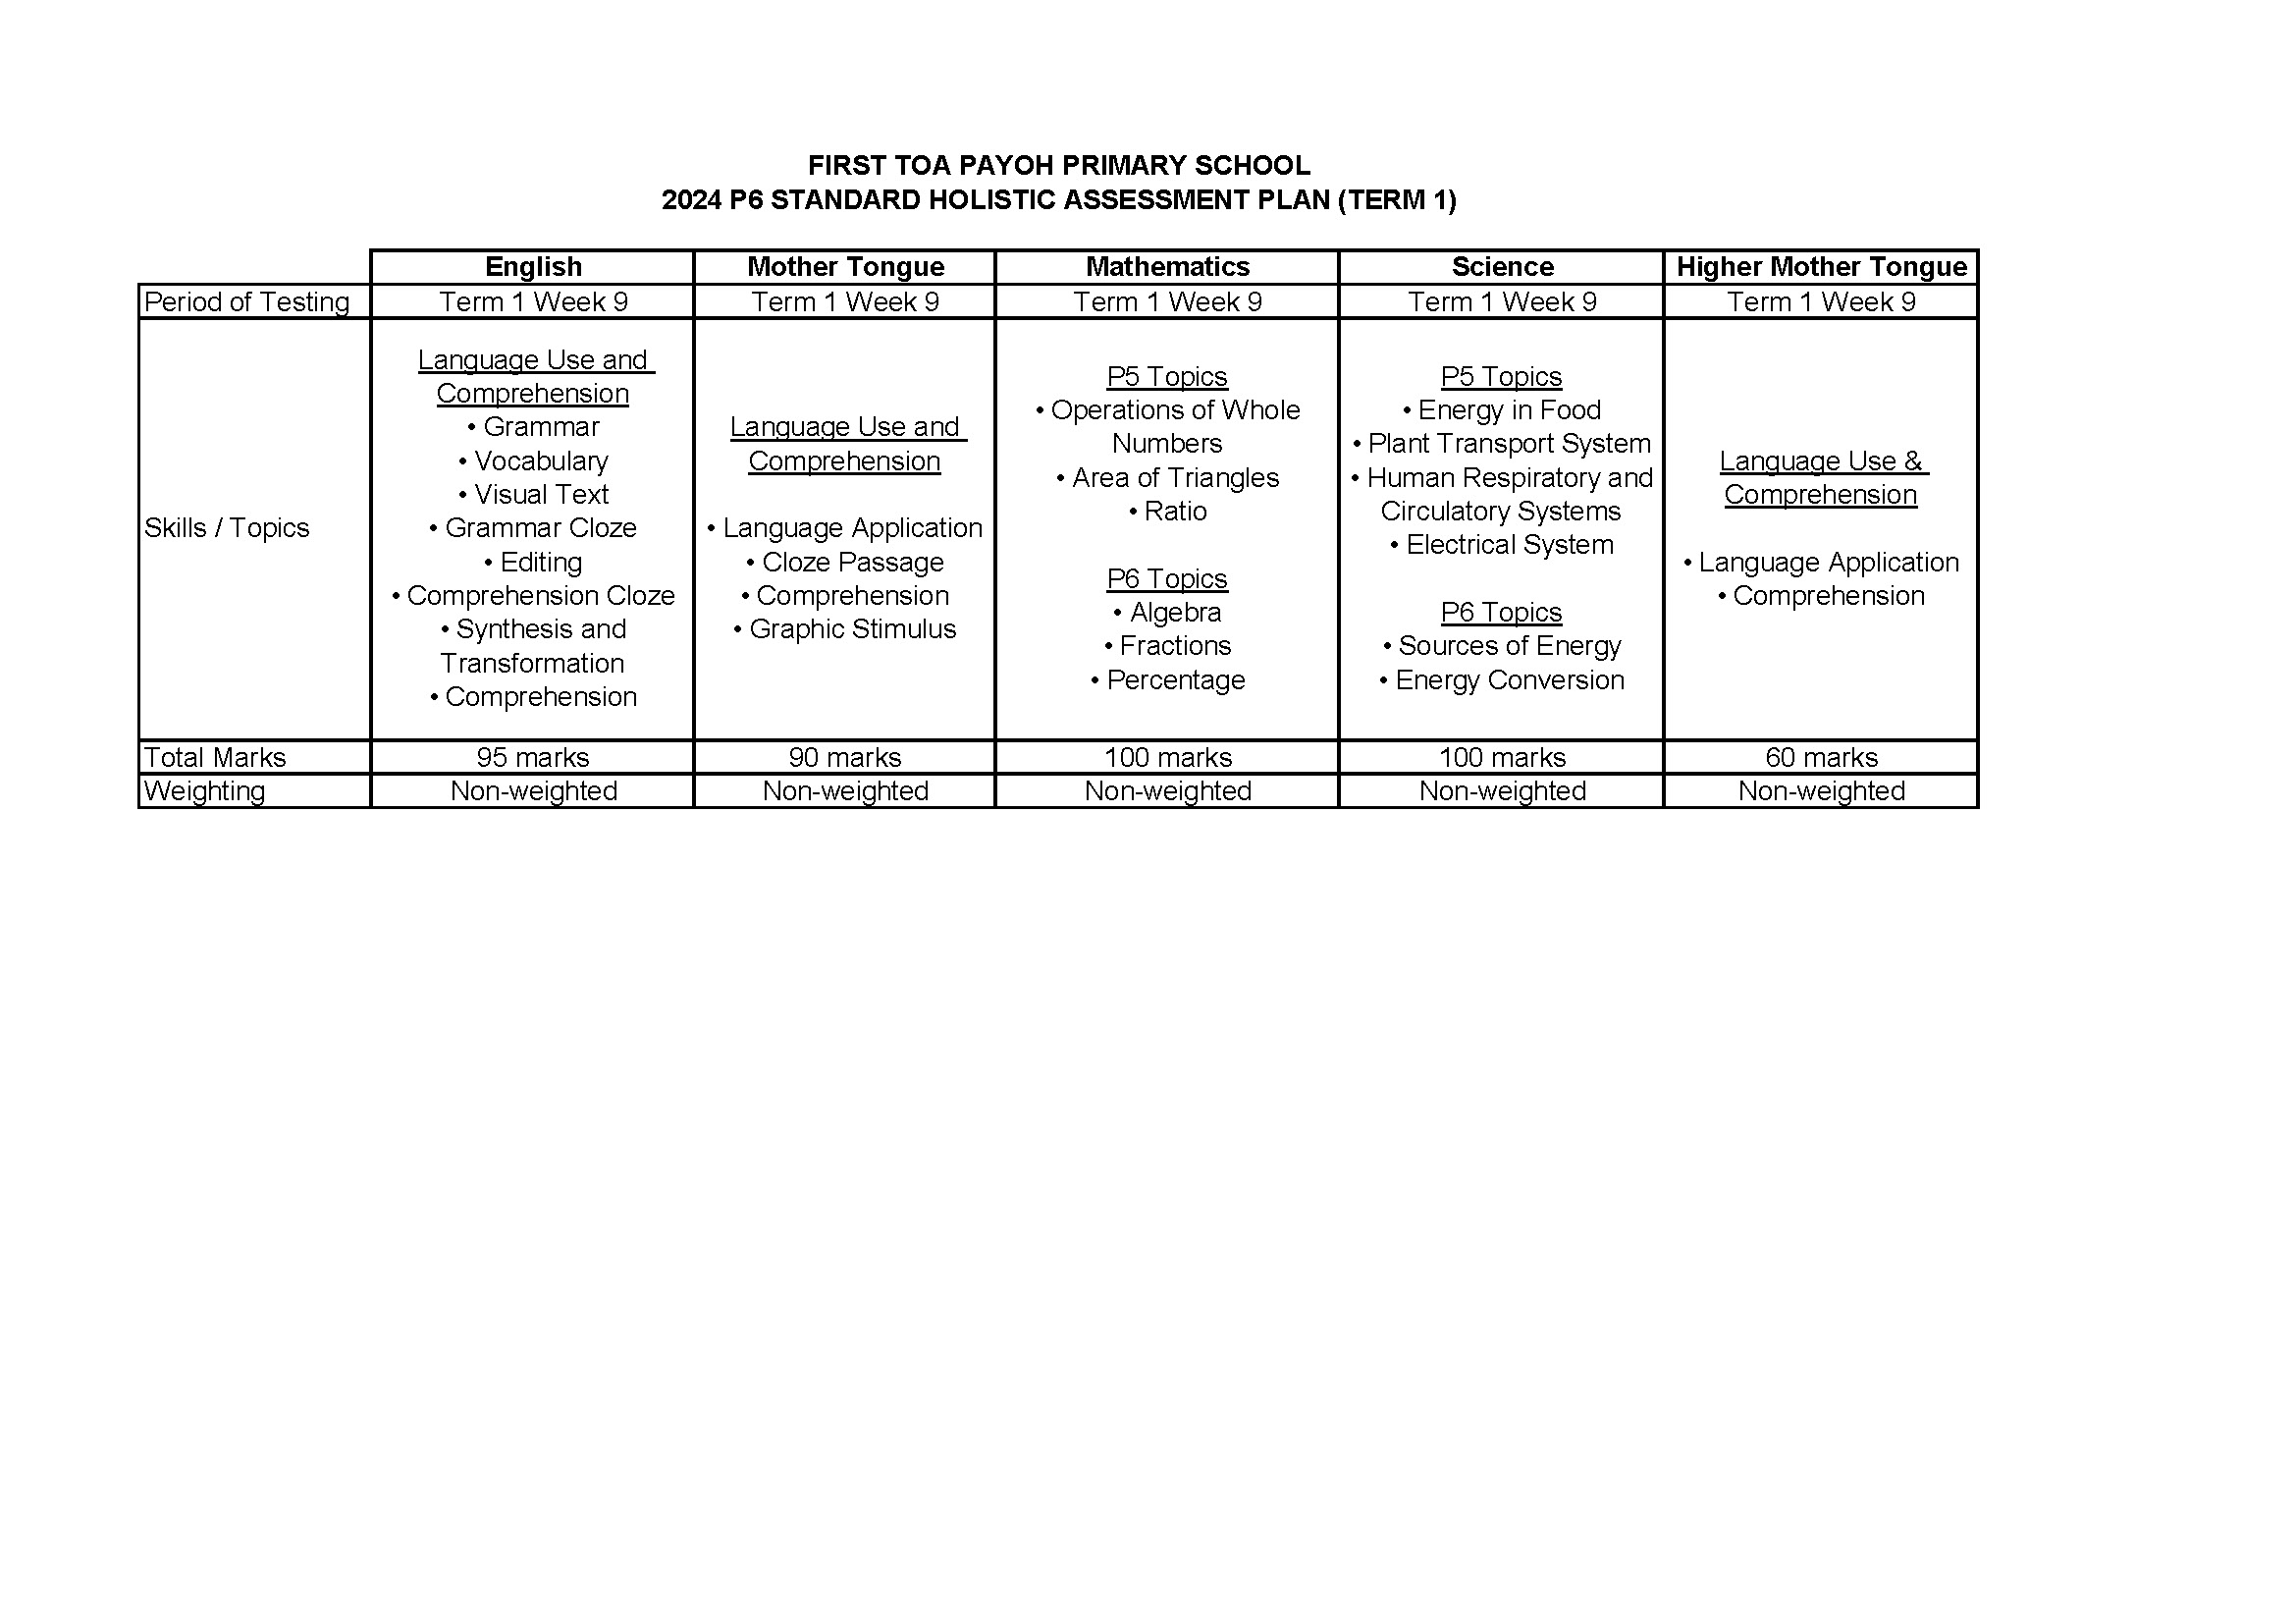 FIRST TOA PAYOH PRIMARY SCHOOL
2024 P6 STANDARD HOLISTIC ASSESSMENT PLAN (TERM 1)
English Mother Tongue Mathematics Science Higher Mother Tongue
Period of Testing Term 1 Week 9 Term 1 Week 9 Term 1 Week 9 Term 1 Week 9 Term 1 Week 9
Skills / Topics
Language Use and
Comprehension
• Grammar
• Vocabulary
• Visual Text
• Grammar Cloze
• Editing
• Comprehension Cloze
• Synthesis and
Transformation
• Comprehension
Language Use and
Comprehension
• Language Application
• Cloze Passage
• Comprehension
• Graphic Stimulus
P5 Topics
• Operations of Whole
Numbers
• Area of Triangles
• Ratio
P6 Topics
• Algebra
• Fractions
• Percentage
P5 Topics
• Energy in Food
• Plant Transport System
• Human Respiratory and
Circulatory Systems
• Electrical System
P6 Topics
• Sources of Energy
• Energy Conversion
Language Use &
Comprehension
• Language Application
• Comprehension
Total Marks 95 marks 90 marks 100 marks 100 marks 60 marks
Weighting Non-weighted Non-weighted Non-weighted Non-weighted Non-weighted